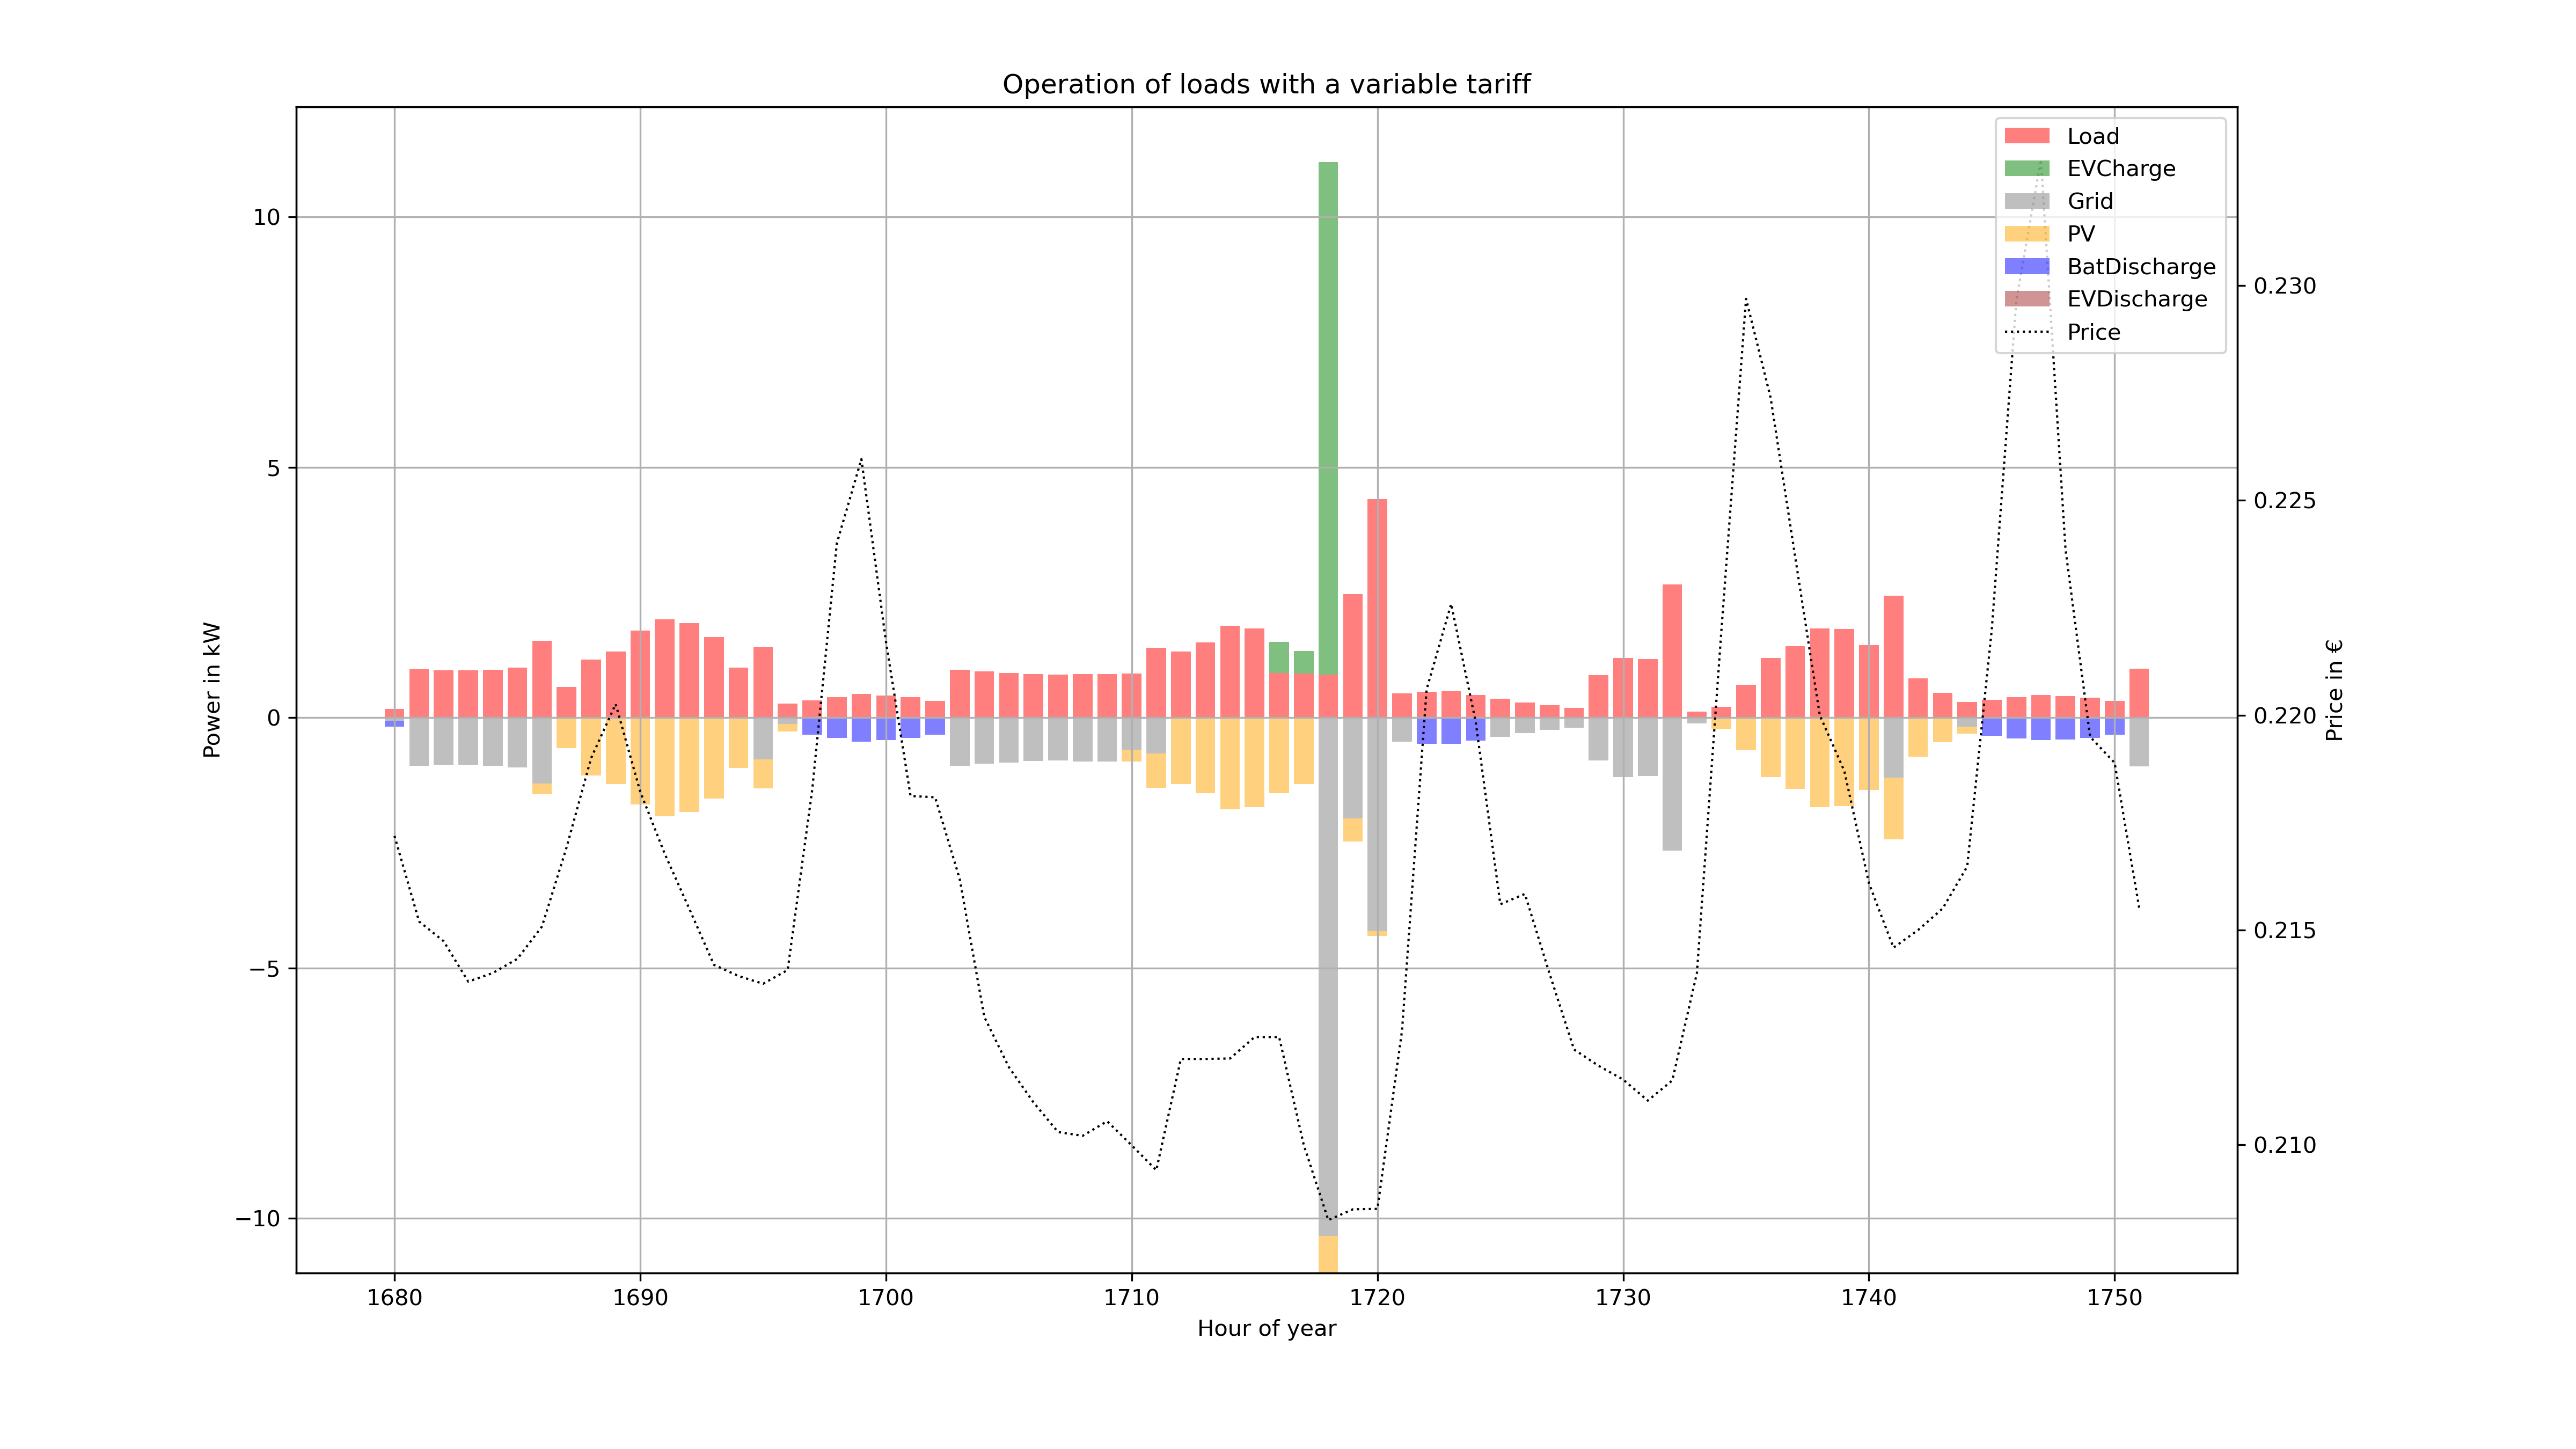 Operation of loads with a variable tariff
Load
EVCharge
Grid
PV
BatDischarge
EVDischarge
Price
Power in kW
10
5
0
−5
−10
0.230
0.225
0.220
0.215
0.210
Price in €
1680
1690
1700
1710
1720
1730
1740
1750
Hour of year